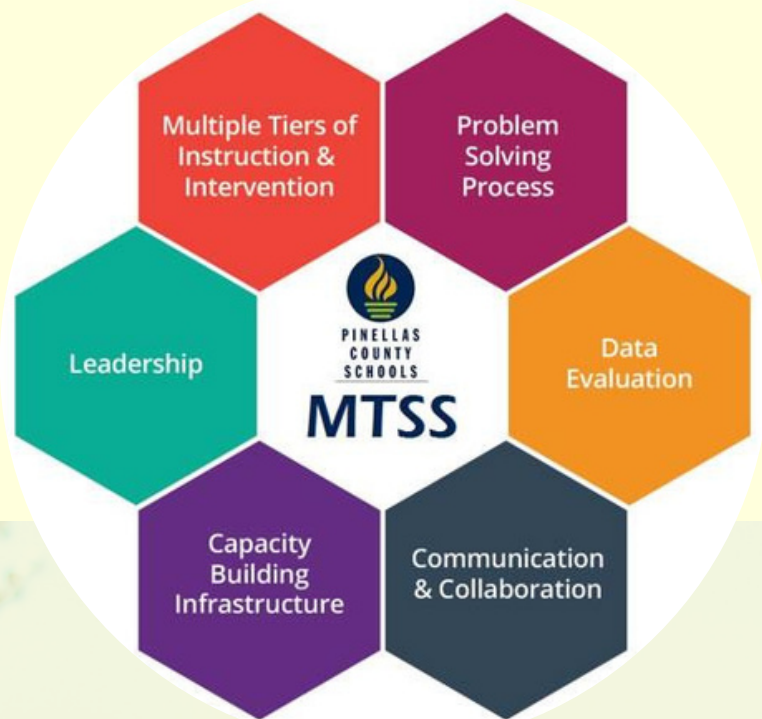 Multiple Tiers of
Instruction &
Intervention
Problem
Solving
Process
Leadership
PINELLAS
COUNTY
SCHOOLS
MTSS
Data
Evaluation
Capacity
Building
Infrastructure
Communication
& Collaboration